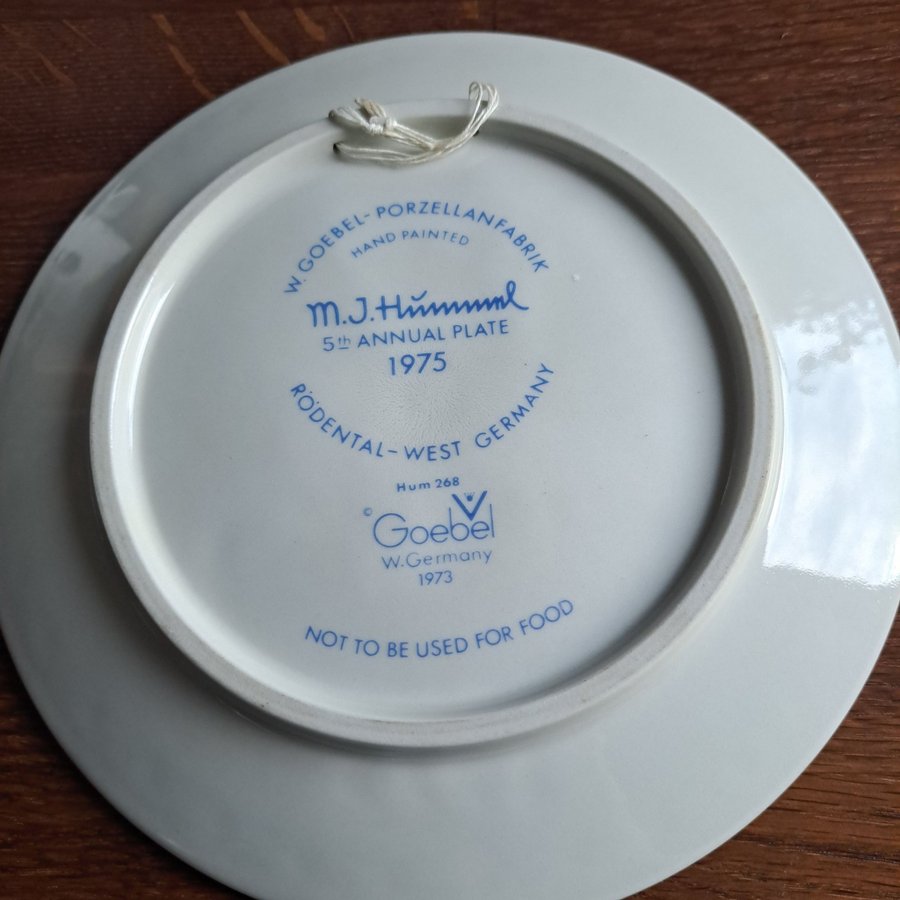 W. GOEBEL-PORZELLANFABRIK
HAND PAINTED
M.J.Hummel
5th ANNUAL PLATE
1975
RÖDENTAL-WEST GERMANY
Hum 268
© Goebel
W.Germany
1973
NOT TO BE USED FOR FOOD